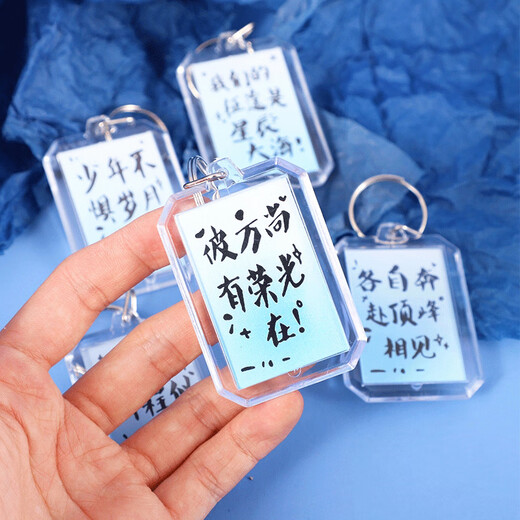 我们的
征途是
星辰
大海!
少年不
惧岁月
彼方尚
有荣光
在!
各自奔
赴顶峰
相见
程